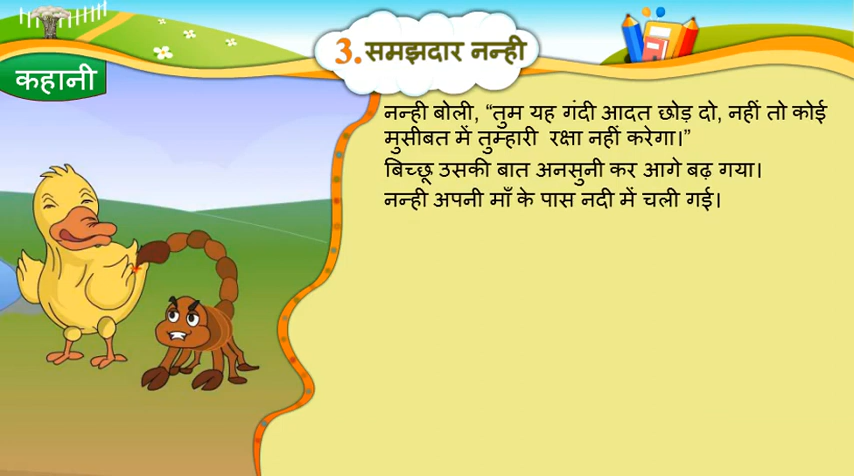 3. समझदार नन्ही
कहानी
नन्ही बोली, “तुम यह गंदी आदत छोड़ दो, नहीं तो कोई
मुसीबत में तुम्हारी रक्षा नहीं करेगा।”
बिच्छू उसकी बात अनसुनी कर आगे बढ़ गया।
नन्ही अपनी माँ के पास नदी में चली गई।